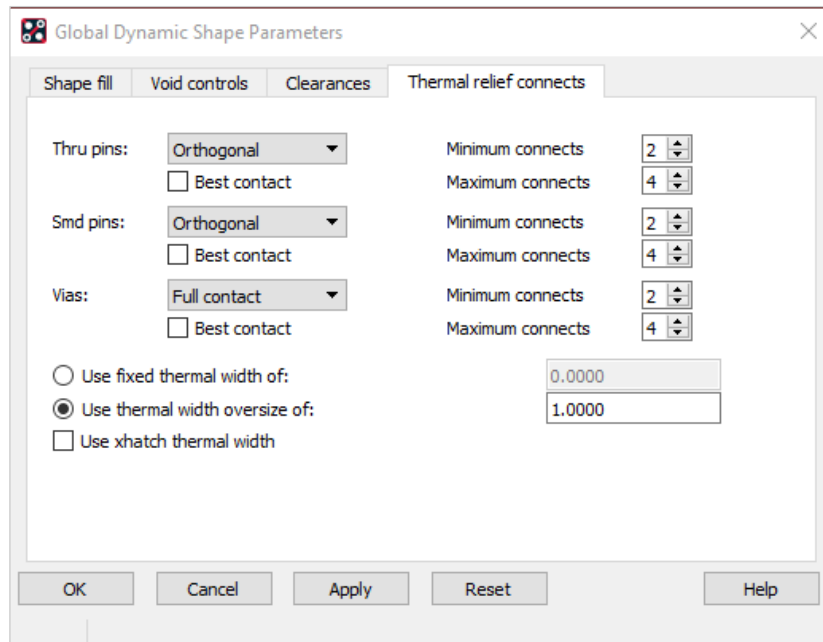 Global Dynamic Shape Parameters
Shape fill Void controls Clearances Thermal relief connects
Thru pins: Orthogonal Minimum connects 2
Best contact Maximum connects 4
Smd pins: Orthogonal Minimum connects 2
Best contact Maximum connects 4
Vias: Full contact Minimum connects 2
Best contact Maximum connects 4
Use fixed thermal width of: 0.0000
Use thermal width oversize of: 1.0000
Use xhatch thermal width
OK Cancel Apply Reset Help